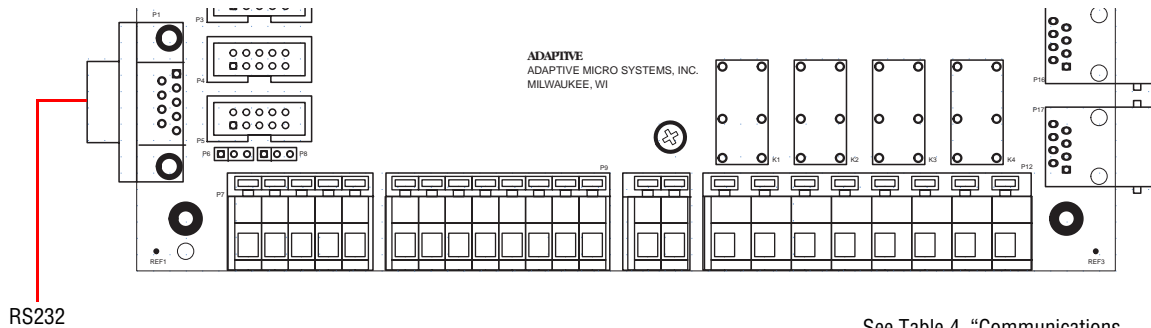 P1
P3
P4
P5
P6
P8
ADAPTIVE
ADAPTIVE MICRO SYSTEMS, INC.
MILWAUKEE, WI
P16
P17
K1
K2
K3
K4
P7
P9
P12
REF1
REF3
RS232
See Table 4, “Communications